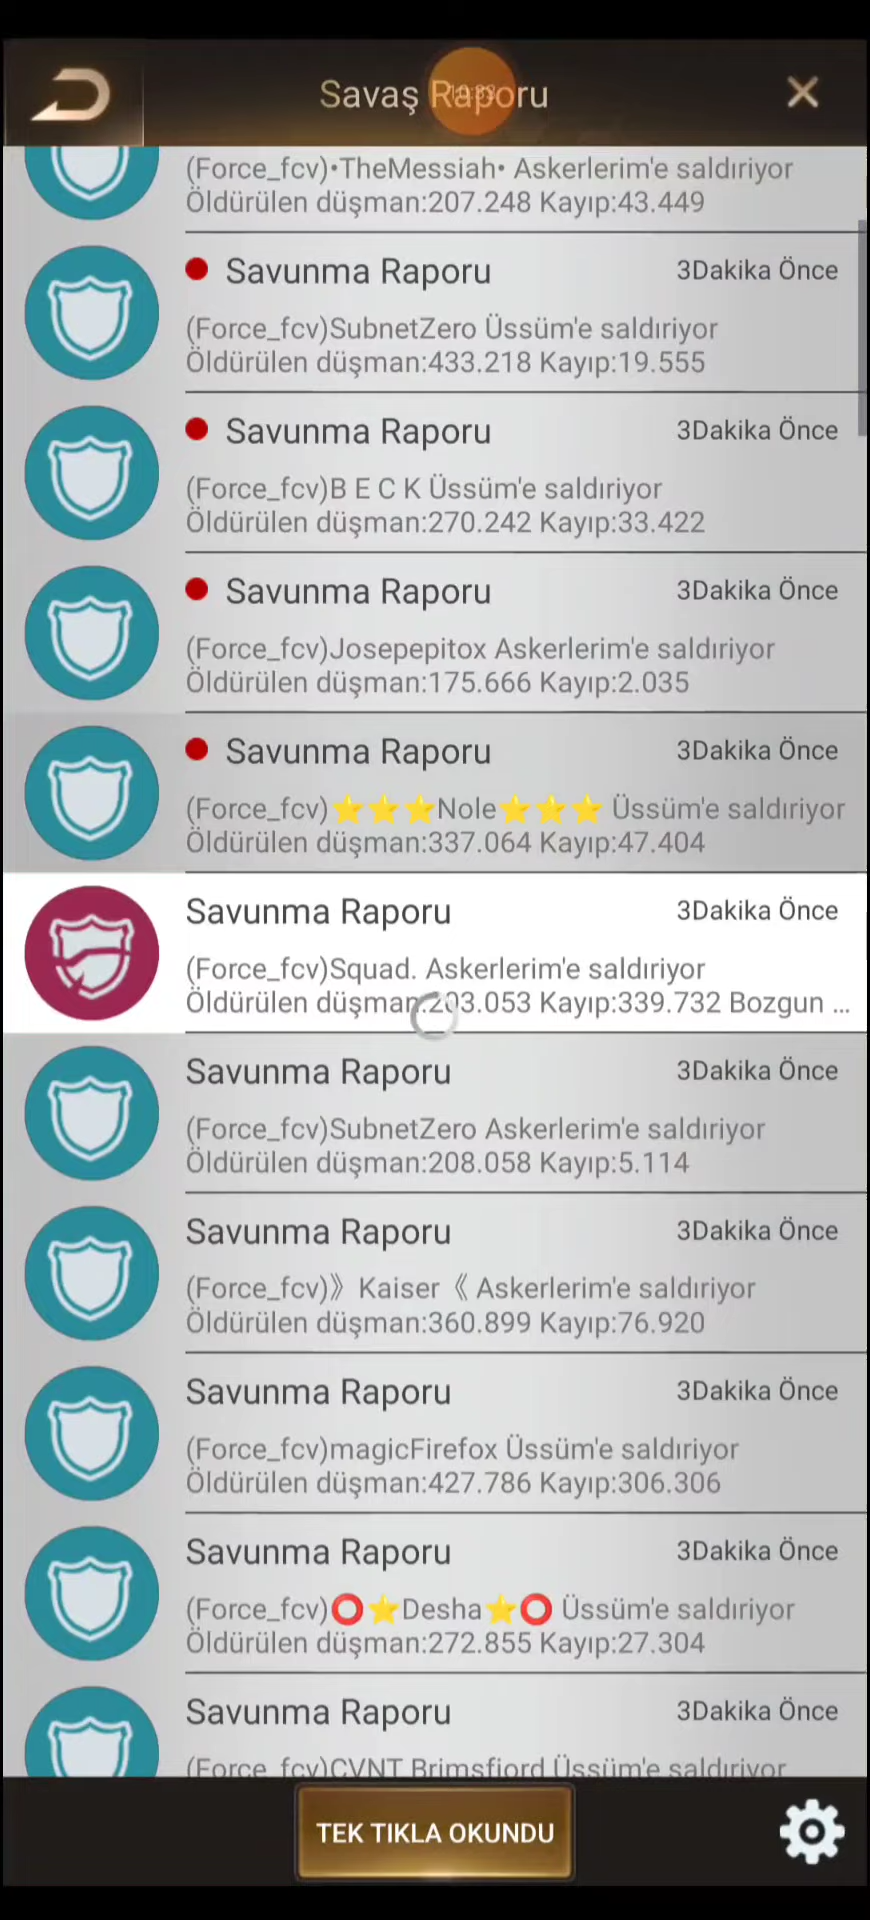 Savaş Raporu
(Force_fcv)•TheMessiah• Askerlerim'e saldırıyor
Öldürülen düşman:207.248 Kayıp:43.449
Savunma Raporu 3Dakika Önce
(Force_fcv)SubnetZero Üssüm'e saldırıyor
Öldürülen düşman:433.218 Kayıp:19.555
Savunma Raporu 3Dakika Önce
(Force_fcv)B E C K Üssüm'e saldırıyor
Öldürülen düşman:270.242 Kayıp:33.422
Savunma Raporu 3Dakika Önce
(Force_fcv)Josepepitox Askerlerim'e saldırıyor
Öldürülen düşman:175.666 Kayıp:2.035
Savunma Raporu 3Dakika Önce
(Force_fcv)⭐⭐⭐Nole⭐⭐⭐ Üssüm'e saldırıyor
Öldürülen düşman:337.064 Kayıp:47.404
Savunma Raporu 3Dakika Önce
(Force_fcv)Squad. Askerlerim'e saldırıyor
Öldürülen düşman:203.053 Kayıp:339.732 Bozgun ...
Savunma Raporu 3Dakika Önce
(Force_fcv)SubnetZero Askerlerim'e saldırıyor
Öldürülen düşman:208.058 Kayıp:5.114
Savunma Raporu 3Dakika Önce
(Force_fcv)》Kaiser《 Askerlerim'e saldırıyor
Öldürülen düşman:360.899 Kayıp:76.920
Savunma Raporu 3Dakika Önce
(Force_fcv)magicFirefox Üssüm'e saldırıyor
Öldürülen düşman:427.786 Kayıp:306.306
Savunma Raporu 3Dakika Önce
(Force_fcv)⭕⭐Desha⭐⭕ Üssüm'e saldırıyor
Öldürülen düşman:272.855 Kayıp:27.304
Savunma Raporu 3Dakika Önce
(Force_fcv)CVNT Brimsfjord Üssüm'e saldırıyor
TEK TIKLA OKUNDU